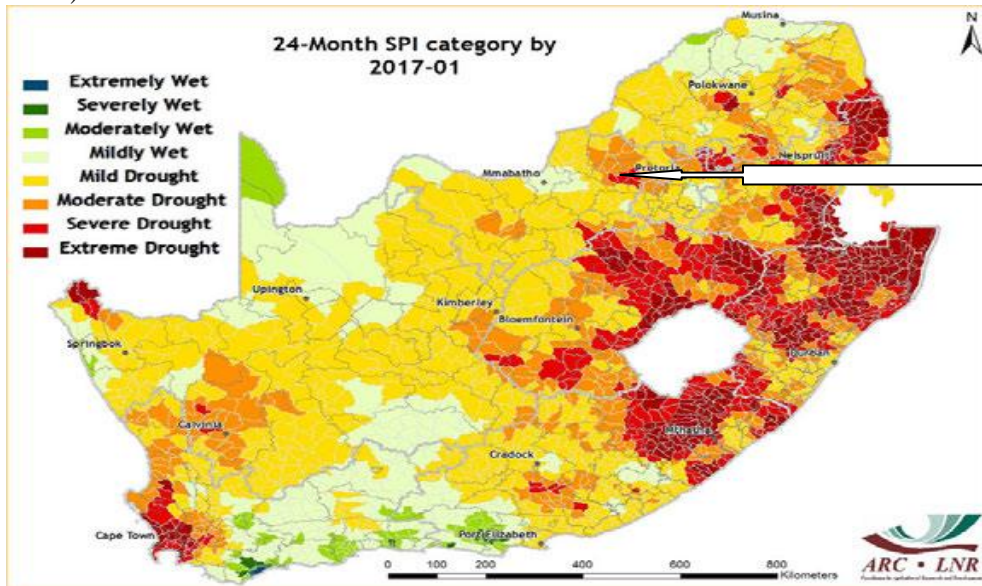 Musina
N
24-Month SPI category by
2017-01
Extremely Wet
Severely Wet
Moderately Wet
Mildly Wet
Mild Drought
Moderate Drought
Severe Drought
Extreme Drought
Polokwane
Nelspruit
Pretoria
Mmabatho
Upington
Kimberley
Bloemfontein
Springbok
Durban
Calvinia
Mthatha
Cradock
Cape Town
Port Elizabeth
0 100 200 400 600 800
Kilometers
ARC • LNR